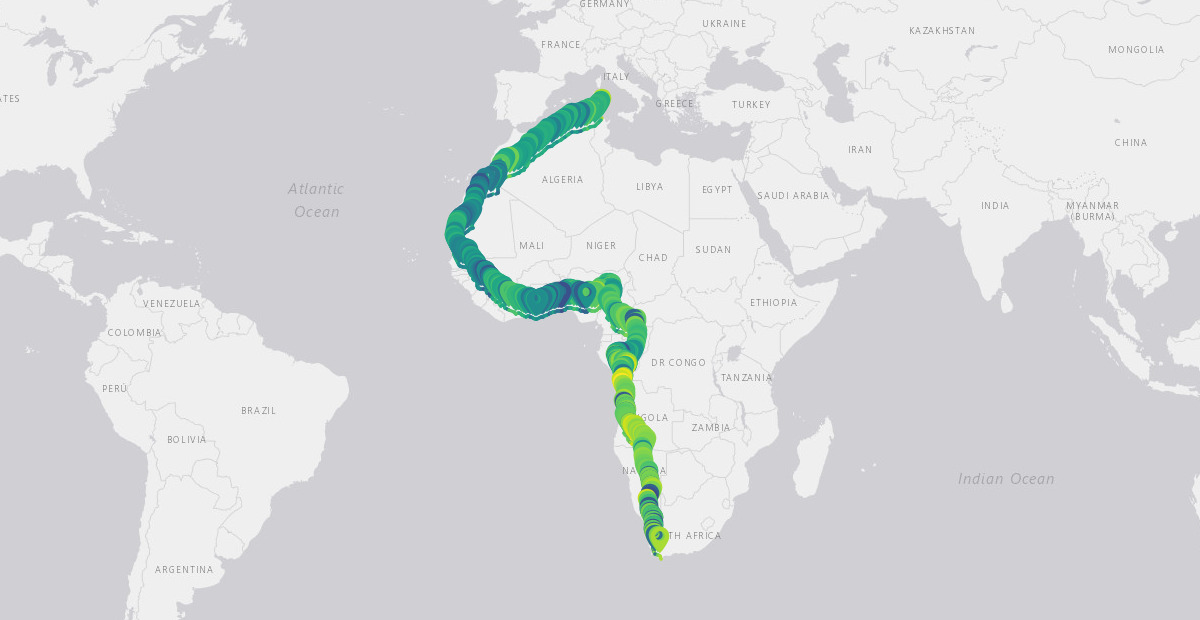 GERMANY
UKRAINE
KAZAKHSTAN
FRANCE
MONGOLIA
ITALY
ATES
GREECE
TURKEY
CHINA
IRAN
ALGERIA
LIBYA
EGYPT
Atlantic
Ocean
SAUDI ARABIA
INDIA
MYANMAR
(BURMA)
MALI
NIGER
CHAD
SUDAN
VENEZUELA
ETHIOPIA
COLOMBIA
DR CONGO
TANZANIA
PERÚ
BRAZIL
GOLA
ZAMBIA
BOLIVIA
NA
A
Indian Ocean
TH AFRICA
ARGENTINA